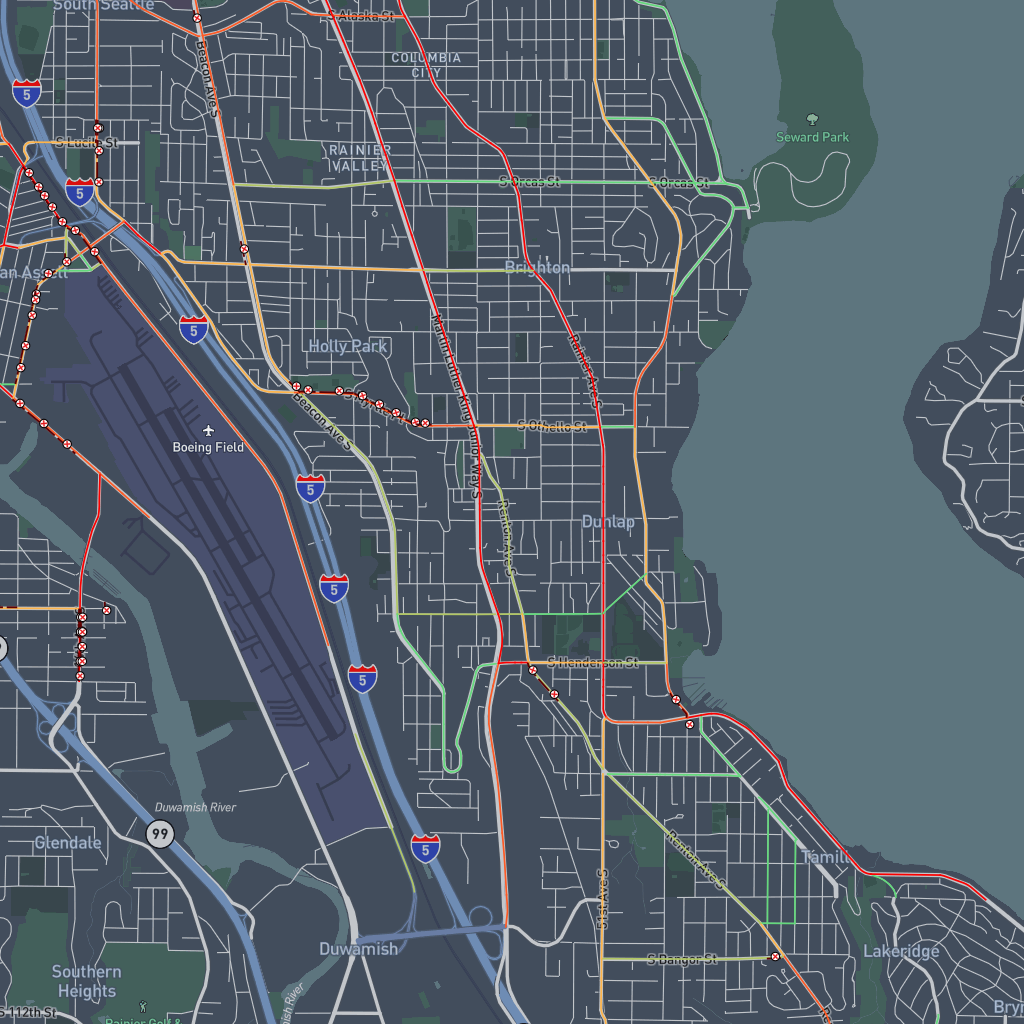 South Seattle
S Alaska St
Beacon Ave S
COLUMBIA
CITY
5
S Lucile St
Seward Park
RAINIER
VALLEY
5
S Orcas St
S Orcas St
Brighton
5
Holly Park
Martin Luther King Junior Way S
Rainier Ave S
Beacon Ave S
S Othello St
Boeing Field
5
Renton Ave S
Dunlap
5
S Henderson St
5
Duwamish River
99
5
Glendale
Renton Ave S
51st Ave S
Duwamish
Lakeridge
S Bangor St
Southern
Heights
S 112th St